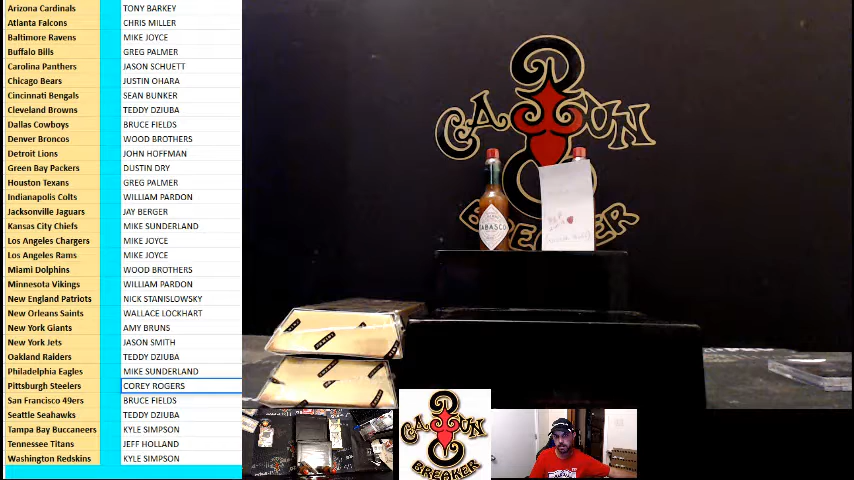 Arizona Cardinals TONY BARKEY
Atlanta Falcons CHRIS MILLER
Baltimore Ravens MIKE JOYCE
Buffalo Bills GREG PALMER
Carolina Panthers JASON SCHUETT
Chicago Bears JUSTIN OHARA
Cincinnati Bengals SEAN BUNKER
Cleveland Browns TEDDY DZIUBA
Dallas Cowboys BRUCE FIELDS
Denver Broncos WOOD BROTHERS
Detroit Lions JOHN HOFFMAN
Green Bay Packers DUSTIN DRY
Houston Texans GREG PALMER
Indianapolis Colts WILLIAM PARDON
Jacksonville Jaguars JAY BERGER
Kansas City Chiefs MIKE SUNDERLAND
Los Angeles Chargers MIKE JOYCE
Los Angeles Rams MIKE JOYCE
Miami Dolphins WOOD BROTHERS
Minnesota Vikings WILLIAM PARDON
New England Patriots NICK STANISLOWSKY
New Orleans Saints WALLACE LOCKHART
New York Giants AMY BRUNS
New York Jets JASON SMITH
Oakland Raiders TEDDY DZIUBA
Philadelphia Eagles MIKE SUNDERLAND
Pittsburgh Steelers COREY ROGERS
San Francisco 49ers BRUCE FIELDS
Seattle Seahawks TEDDY DZIUBA
Tampa Bay Buccaneers KYLE SIMPSON
Tennessee Titans JEFF HOLLAND
Washington Redskins KYLE SIMPSON
CAJUN
BREAKER
TABASCO
CAJUN
BREAKER